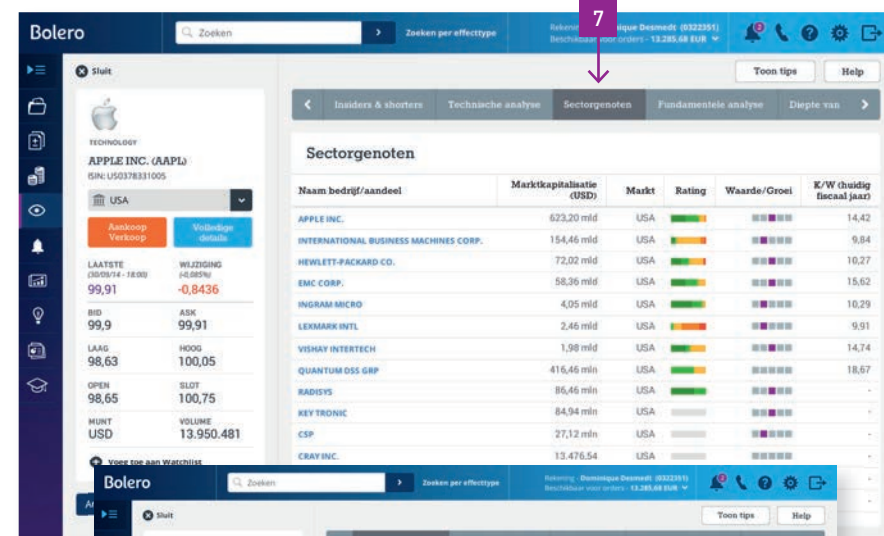 7
Bolero
Zoeken
Zoeken per effecttype
Rekening nique Desmedt (0322351)
Beschikbaar voor orders - 13.285,68 EUR
Sluit
Toon tips
Help
Insiders & shorters
Technische analyse
Sectorgenoten
Fundamentele analyse
Diepte van
TECHNOLOGY
APPLE INC. (AAPL)
ISIN: US0378331005
USA
Aankoop
Verkoop
Volledige
details
LAATSTE
WIJZIGING
99,91
-0,8436
BID
ASK
99,9
99,91
LAAG
HOOG
98,63
100,05
OPEN
SLOT
98,65
100,75
MUNT
VOLUME
USD
13.950.481
Voeg toe aan Watchlist
Sectorgenoten
Naam bedrijf/aandeel Marktkapitalisatie (USD) Markt Rating Waarde/Groei K/W (huidig fiscaal jaar)
APPLE INC. 623,20 mld USA 14,42
INTERNATIONAL BUSINESS MACHINES CORP. 154,46 mld USA 9,84
HEWLETT-PACKARD CO. 72,02 mld USA 10,27
EMC CORP. 58,36 mld USA 15,62
INGRAM MICRO 4,05 mld USA 10,29
LEXMARK INTL 2,46 mld USA 9,91
VISHAY INTERTECH 1,98 mld USA 14,74
QUANTUM DSS GRP 416,46 mln USA 18,67
RADISYS 86,46 mln USA -
KEY TRONIC 84,94 mln USA -
CSP 27,12 mln USA -
CRAY INC. 13.476,54 USA -
Bolero
Zoeken
Zoeken per effecttype
Rekening - Dominique Desmedt (0322351)
Beschikbaar voor orders - 13.285,68 EUR
Sluit
Toon tips
Help